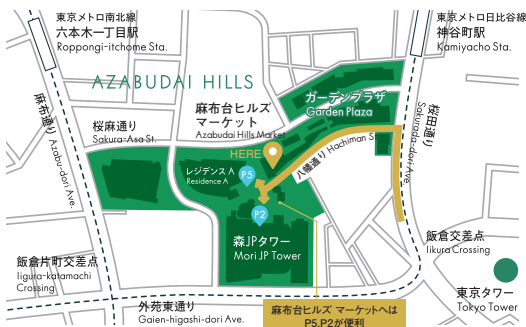 東京メトロ南北線
六本木一丁目駅
Roppongi-itchome Sta.
東京メトロ日比谷線
神谷町駅
Kamiyacho Sta.
AZABUDAI HILLS
麻布通り Azabu-dori Ave.
桜麻通り
Sakura-Asa St.
麻布台ヒルズ
マーケット
Azabudai Hills Market
HERE
ガーデンプラザ
Garden Plaza
桜田通り
Sakurada-dori Ave.
八幡通り Hachiman St.
レジデンス A
Residence A
P5
P2
森JPタワー
Mori JP Tower
飯倉片町交差点
Iigura-katamachi
Crossing
飯倉交差点
Iikura Crossing
東京タワー
Tokyo Tower
外苑東通り
Gaien-higashi-dori Ave.
麻布台ヒルズ マーケットへは
P5,P2が便利